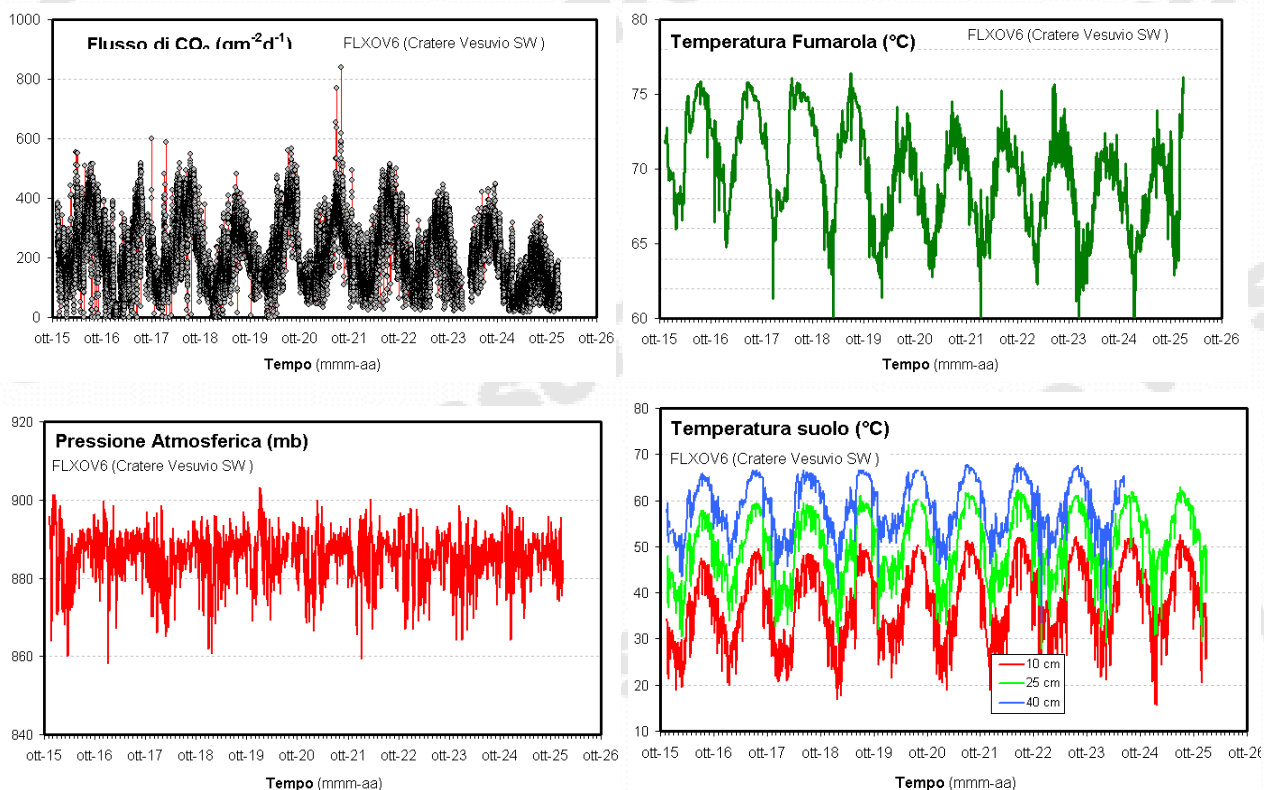 Flusso di CO₂ (gm⁻²d⁻¹)
FLXOV6 (Cratere Vesuvio SW )
1000
800
600
400
200
0
ott-15 ott-16 ott-17 ott-18 ott-19 ott-20 ott-21 ott-22 ott-23 ott-24 ott-25 ott-26
Tempo (mmm-aa)
Temperatura Fumarola (°C)
FLXOV6 (Cratere Vesuvio SW )
80
75
70
65
60
ott-15 ott-16 ott-17 ott-18 ott-19 ott-20 ott-21 ott-22 ott-23 ott-24 ott-25 ott-26
Tempo (mmm-aa)
Pressione Atmosferica (mb)
FLXOV6 (Cratere Vesuvio SW )
920
900
880
860
840
ott-15 ott-16 ott-17 ott-18 ott-19 ott-20 ott-21 ott-22 ott-23 ott-24 ott-25 ott-26
Tempo (mmm-aa)
Temperatura suolo (°C)
FLXOV6 (Cratere Vesuvio SW )
80
70
60
50
40
30
20
10
10 cm
25 cm
40 cm
ott-15 ott-16 ott-17 ott-18 ott-19 ott-20 ott-21 ott-22 ott-23 ott-24 ott-25 ott-26
Tempo (mmm-aa)